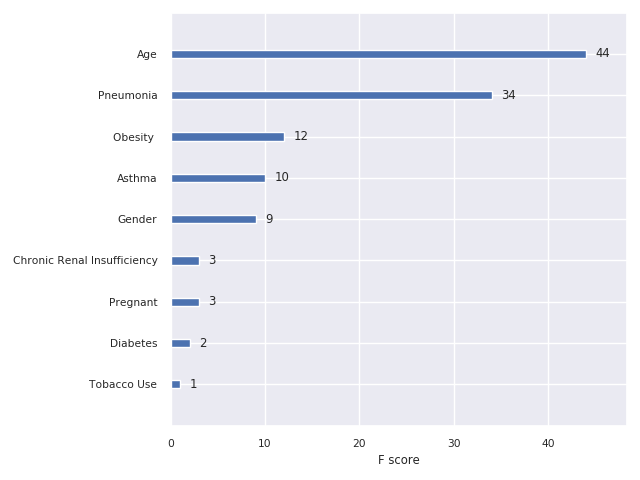 Age 44
Pneumonia 34
Obesity 12
Asthma 10
Gender 9
Chronic Renal Insufficiency 3
Pregnant 3
Diabetes 2
Tobacco Use 1
0 10 20 30 40
F score